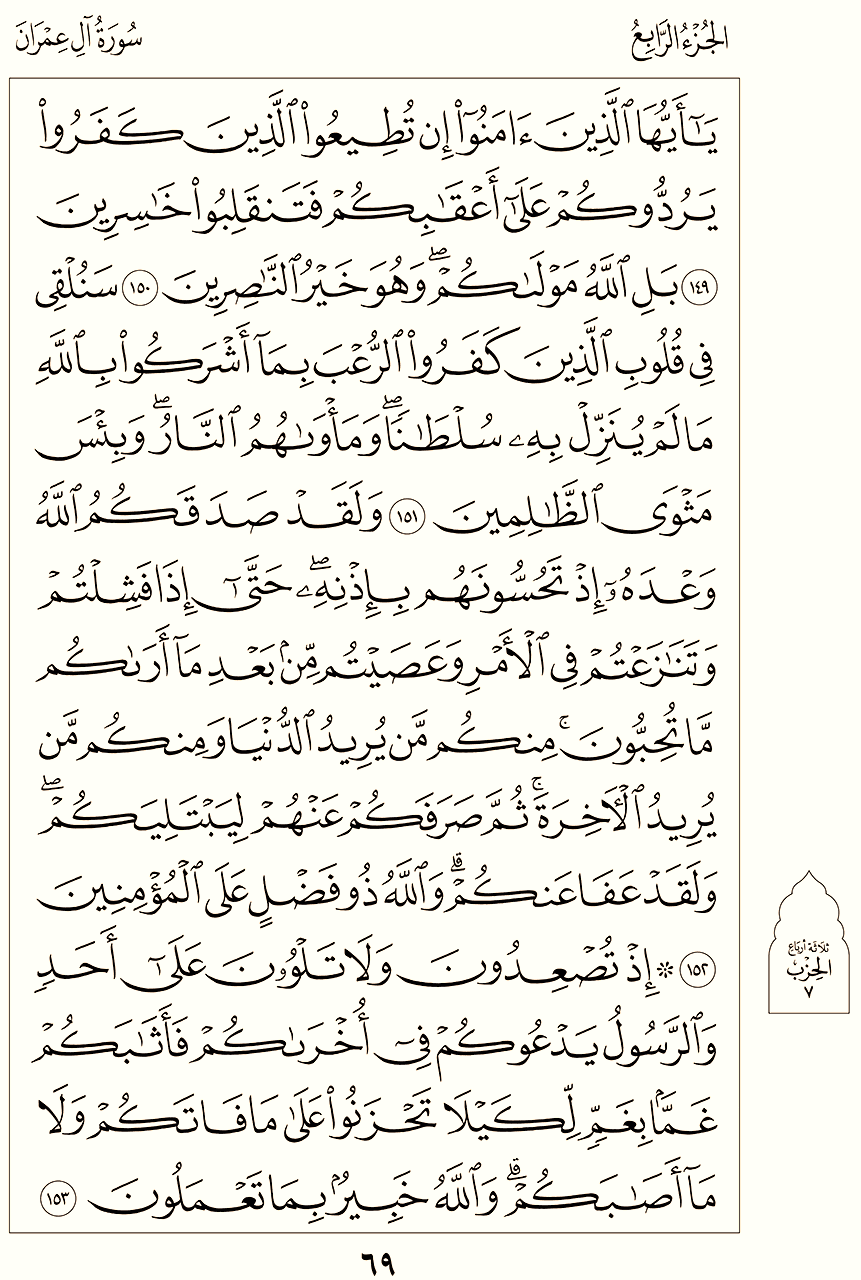 الجُزْءُ الرَّابِعُ
سُورَةُ آلِ عِمْرَانَ
يَـٰٓأَيُّهَا ٱلَّذِينَ ءَامَنُوٓا۟ إِن تُطِيعُوا۟ ٱلَّذِينَ كَفَرُوا۟
يَرُدُّوكُمْ عَلَىٰٓ أَعْقَـٰبِكُمْ فَتَنقَلِبُوا۟ خَـٰسِرِينَ
١٤٩ بَلِ ٱللَّهُ مَوْلَىٰكُمْ ۖ وَهُوَ خَيْرُ ٱلنَّـٰصِرِينَ ١٥٠ سَنُلْقِى
فِى قُلُوبِ ٱلَّذِينَ كَفَرُوا۟ ٱلرُّعْبَ بِمَآ أَشْرَكُوا۟ بِٱللَّهِ
مَا لَمْ يُنَزِّلْ بِهِۦ سُلْطَـٰنًا ۖ وَمَأْوَىٰهُمُ ٱلنَّارُ ۖ وَبِئْسَ
مَثْوَى ٱلظَّـٰلِمِينَ ١٥١ وَلَقَدْ صَدَقَكُمُ ٱللَّهُ
وَعْدَهُۥٓ إِذْ تَحُسُّونَهُم بِإِذْنِهِۦ ۖ حَتَّىٰٓ إِذَا فَشِلْتُمْ
وَتَنَـٰزَعْتُمْ فِى ٱلْأَمْرِ وَعَصَيْتُم مِّنۢ بَعْدِ مَآ أَرَىٰكُم
مَّا تُحِبُّونَ ۚ مِنكُم مَّن يُرِيدُ ٱلدُّنْيَا وَمِنكُم مَّن
يُرِيدُ ٱلْـَٔاخِرَةَ ۚ ثُمَّ صَرَفَكُمْ عَنْهُمْ لِيَبْتَلِيَكُمْ ۖ
وَلَقَدْ عَفَا عَنكُمْ ۗ وَٱللَّهُ ذُو فَضْلٍ عَلَى ٱلْمُؤْمِنِينَ
١٥٢ ۞ إِذْ تُصْعِدُونَ وَلَا تَلْوُۥنَ عَلَىٰٓ أَحَدٍ
وَٱلرَّسُولُ يَدْعُوكُمْ فِىٓ أُخْرَىٰكُمْ فَأَثَـٰبَكُمْ
غَمًّۢا بِغَمٍّ لِّكَيْلَا تَحْزَنُوا۟ عَلَىٰ مَا فَاتَكُمْ وَلَا
مَآ أَصَـٰبَكُمْ ۗ وَٱللَّهُ خَبِيرٌۢ بِمَا تَعْمَلُونَ ١٥٣
ثلاثة أرباع
الحِزْب
٧
٦٩